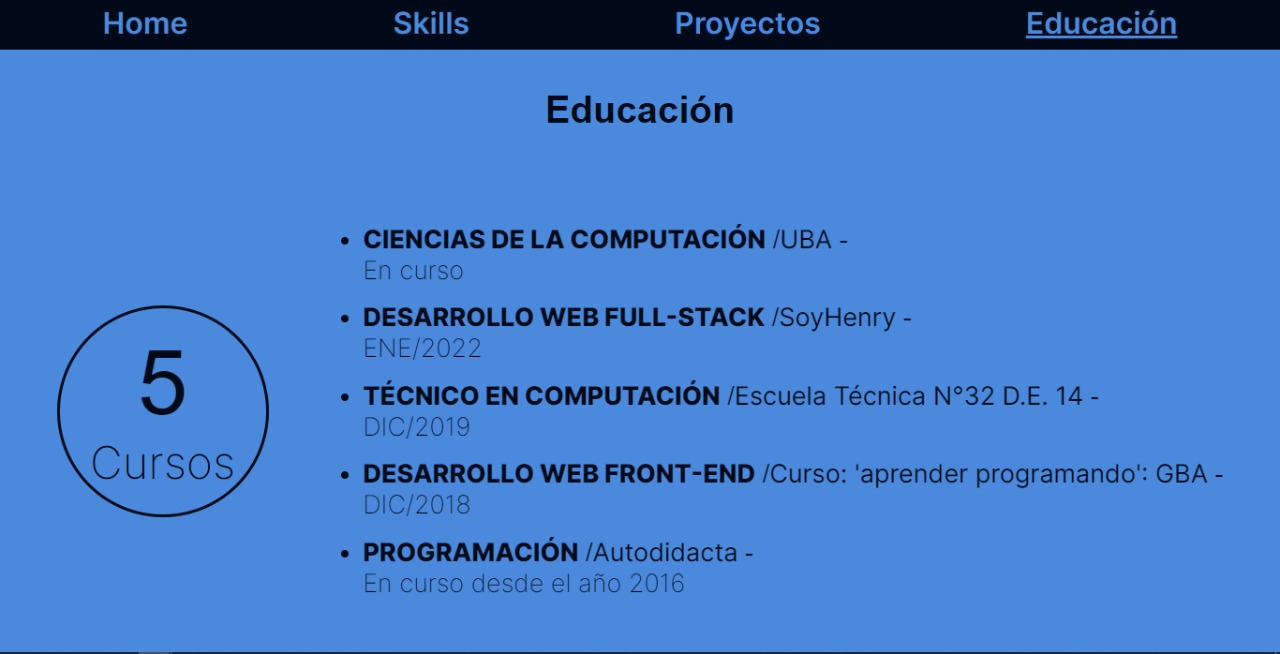 Home Skills Proyectos Educación
Educación
• CIENCIAS DE LA COMPUTACIÓN /UBA -
En curso
• DESARROLLO WEB FULL-STACK /SoyHenry -
ENE/2022
• TÉCNICO EN COMPUTACIÓN /Escuela Técnica N°32 D.E. 14 -
DIC/2019
• DESARROLLO WEB FRONT-END /Curso: 'aprender programando': GBA -
DIC/2018
• PROGRAMACIÓN /Autodidacta -
En curso desde el año 2016
5
Cursos